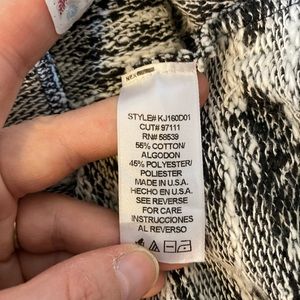 STYLE# KJ160D01
CUT# 97111
RN# 58539
55% COTTON/
ALGODON
45% POLYESTER/
POLIESTER
MADE IN U.S.A.
HECHO EN U.S.A.
SEE REVERSE
FOR CARE
INSTRUCCIONES
AL REVERSO